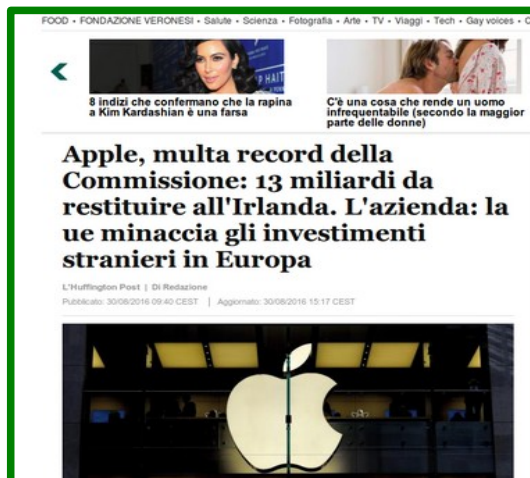 FOOD • FONDAZIONE VERONESI • Salute • Scienza • Fotografia • Arte • TV • Viaggi • Tech • Gay voices •
8 indizi che confermano che la rapina
a Kim Kardashian è una farsa
C'è una cosa che rende un uomo
infrequentabile (secondo la maggior
parte delle donne)
Apple, multa record della
Commissione: 13 miliardi da
restituire all'Irlanda. L'azienda: la
ue minaccia gli investimenti
stranieri in Europa
L'Huffington Post | Di Redazione
Pubblicato: 30/08/2016 09:40 CEST | Aggiornato: 30/08/2016 15:17 CEST